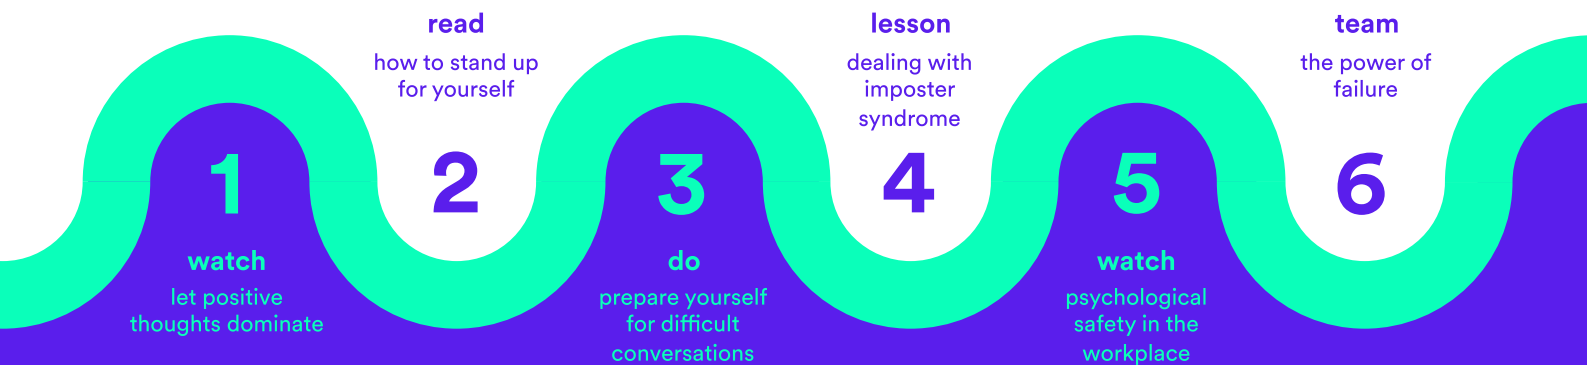 1
watch
let positive
thoughts dominate
read
how to stand up
for yourself
2
3
do
prepare yourself
for difficult
conversations
lesson
dealing with
imposter
syndrome
4
5
watch
psychological
safety in the
workplace
team
the power of
failure
6